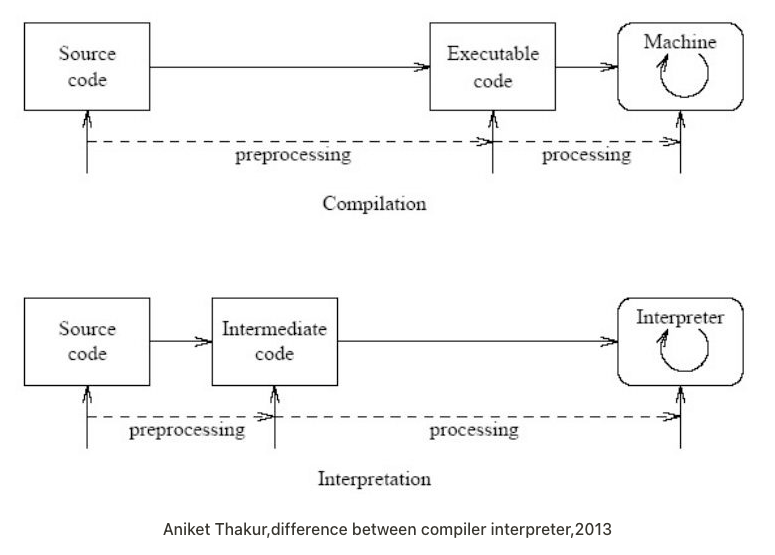 Source
code
Executable
code
Machine
preprocessing
processing
Compilation
Source
code
Intermediate
code
Interpreter
preprocessing
processing
Interpretation
Aniket Thakur,difference between compiler interpreter,2013